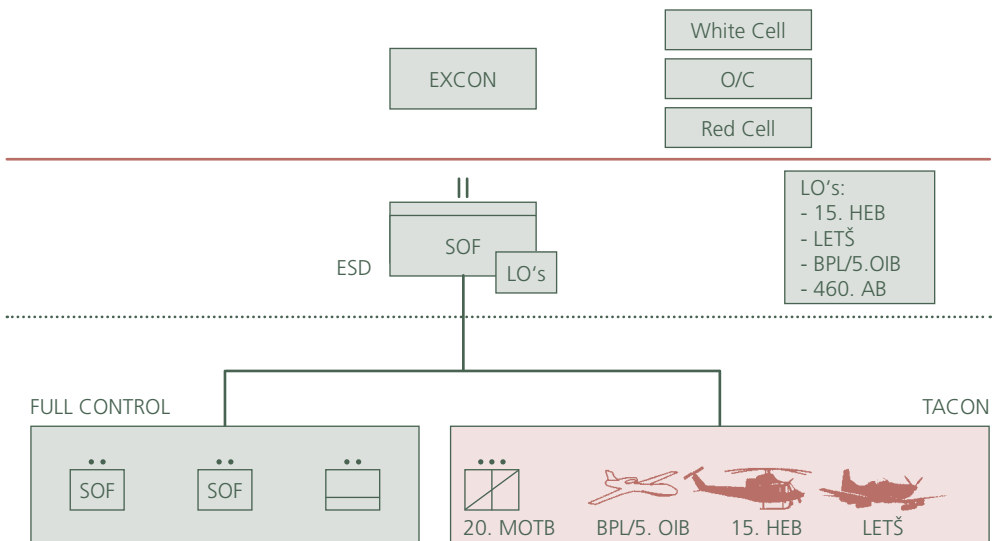 White Cell
EXCON
O/C
Red Cell
LO‘s:
- 15. HEB
- LETŠ
- BPL/5.OIB
- 460. AB
SOF
ESD
LO‘s
FULL CONTROL
TACON
SOF
SOF
20. MOTB
BPL/5. OIB
15. HEB
LETŠ